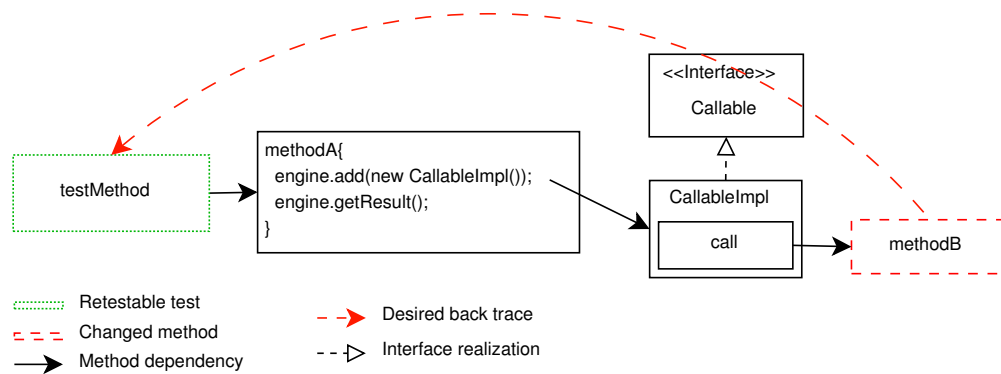 <<Interface>>
Callable
testMethod
methodA{
engine.add(new CallableImpl());
engine.getResult();
}
CallableImpl
call
methodB
Retestable test
Changed method
Method dependency
Desired back trace
Interface realization